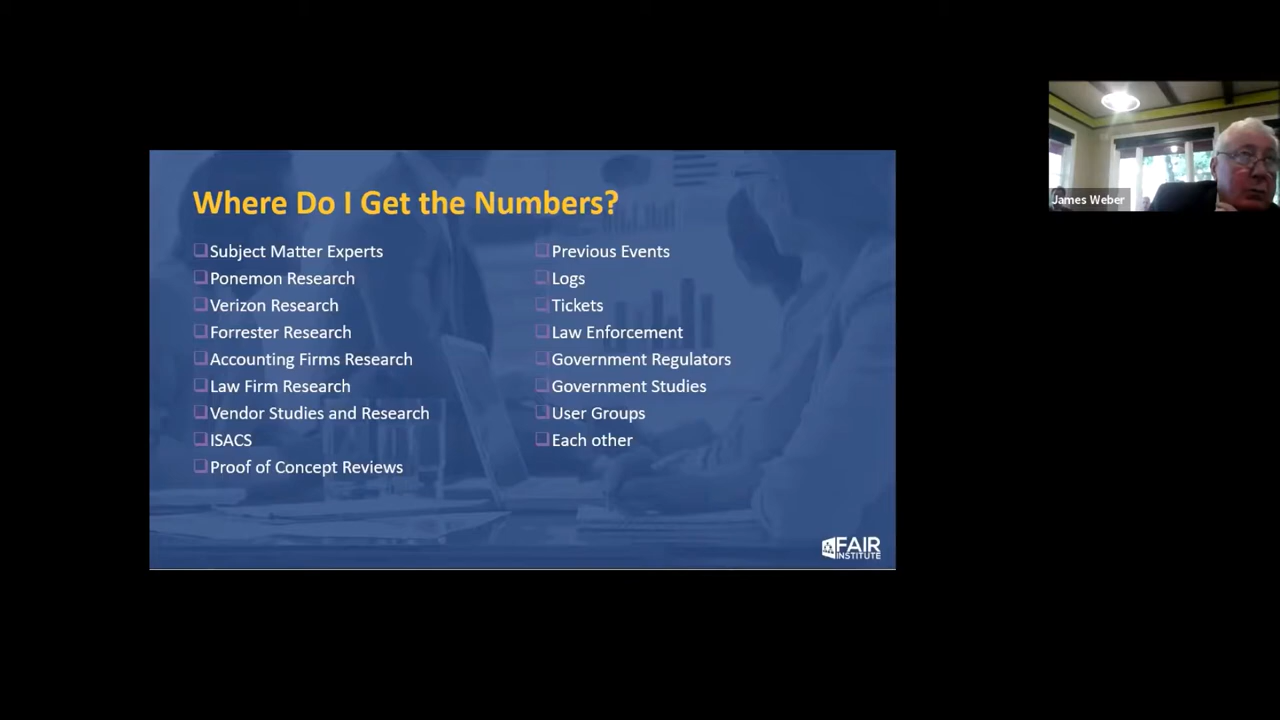 Where Do I Get the Numbers?
Subject Matter Experts
Ponemon Research
Verizon Research
Forrester Research
Accounting Firms Research
Law Firm Research
Vendor Studies and Research
ISACS
Proof of Concept Reviews
Previous Events
Logs
Tickets
Law Enforcement
Government Regulators
Government Studies
User Groups
Each other
FAIR
INSTITUTE
James Weber